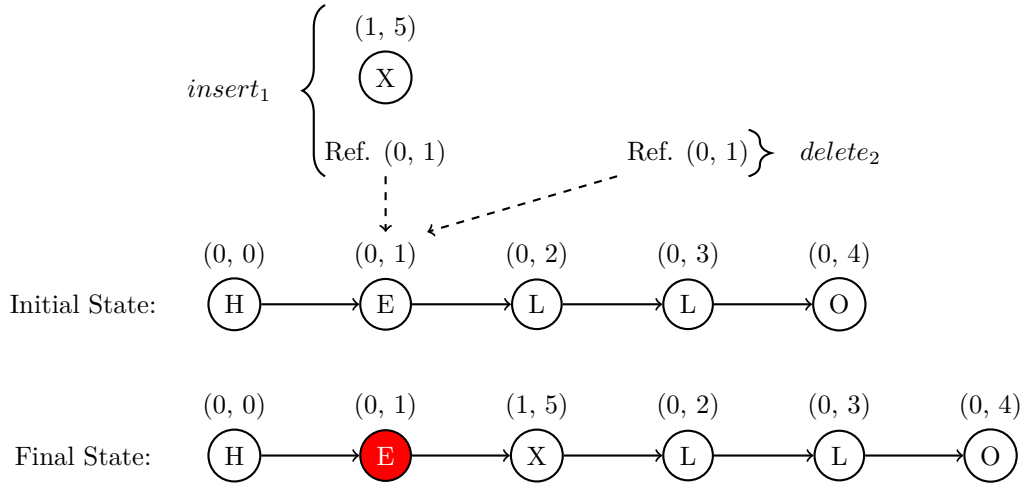 (1, 5)
X
insert₁
Ref. (0, 1)
Ref. (0, 1)
delete₂
(0, 0) (0, 1) (0, 2) (0, 3) (0, 4)
Initial State: H E L L O
(0, 0) (0, 1) (1, 5) (0, 2) (0, 3) (0, 4)
Final State: H E X L L O